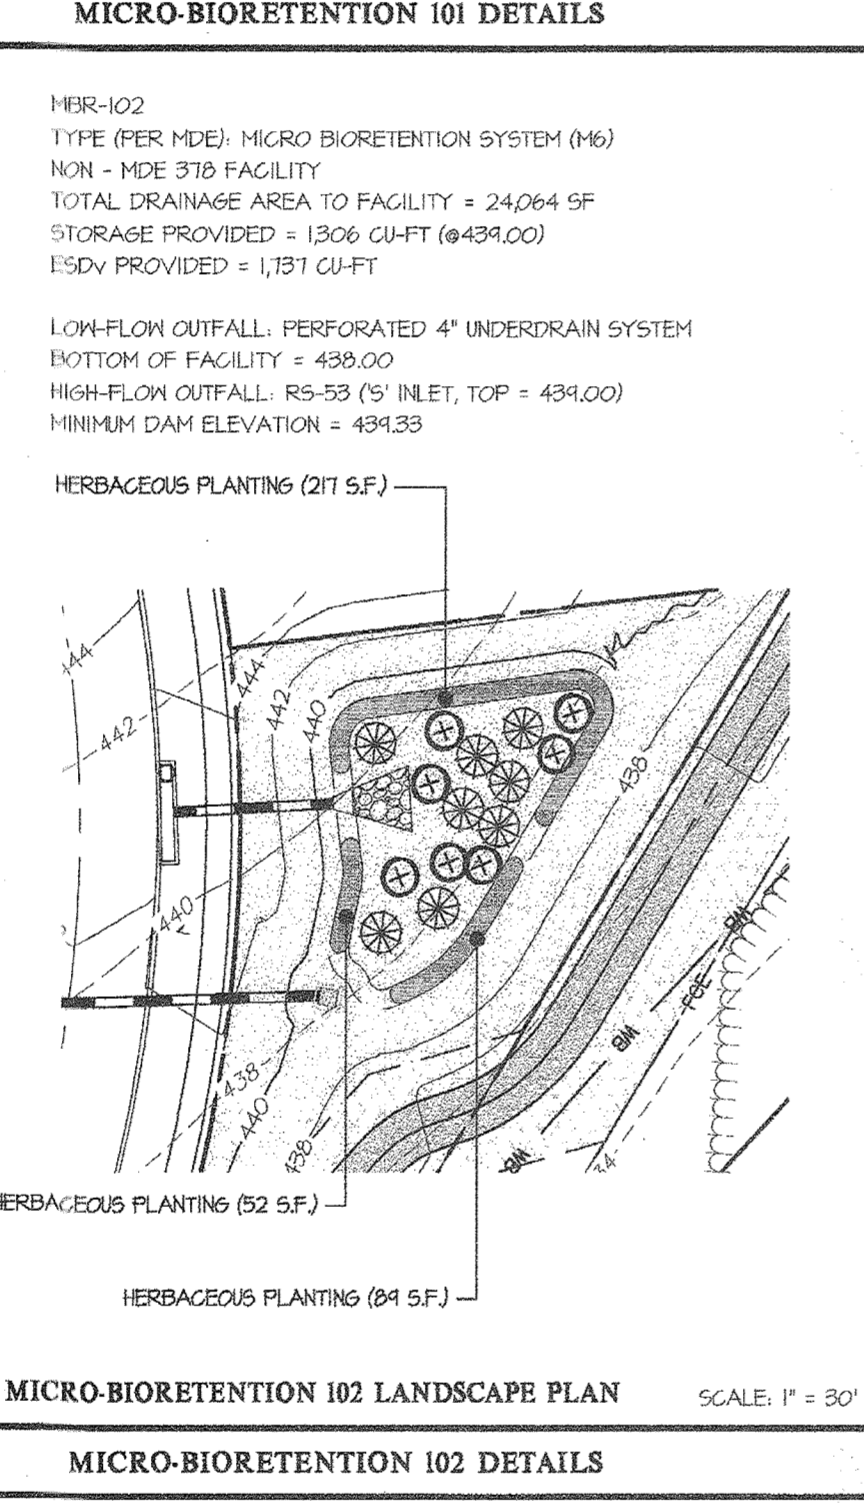 MICRO-BIORETENTION 101 DETAILS
MBR-102
TYPE (PER MDE): MICRO BIORETENTION SYSTEM (M6)
NON - MDE 378 FACILITY
TOTAL DRAINAGE AREA TO FACILITY = 24,064 SF
STORAGE PROVIDED = 1,306 CU-FT (@439.00)
ESDv PROVIDED = 1,737 CU-FT
LOW-FLOW OUTFALL: PERFORATED 4" UNDERDRAIN SYSTEM
BOTTOM OF FACILITY = 438.00
HIGH-FLOW OUTFALL: RS-53 ('S' INLET, TOP = 439.00)
MINIMUM DAM ELEVATION = 439.33
HERBACEOUS PLANTING (217 S.F.)
444
444
442
442
440
438
440
WB
FCE
WB
438
440
438
WB
34
HERBACEOUS PLANTING (52 S.F.)
HERBACEOUS PLANTING (89 S.F.)
MICRO-BIORETENTION 102 LANDSCAPE PLAN
SCALE: 1" = 30'
MICRO-BIORETENTION 102 DETAILS